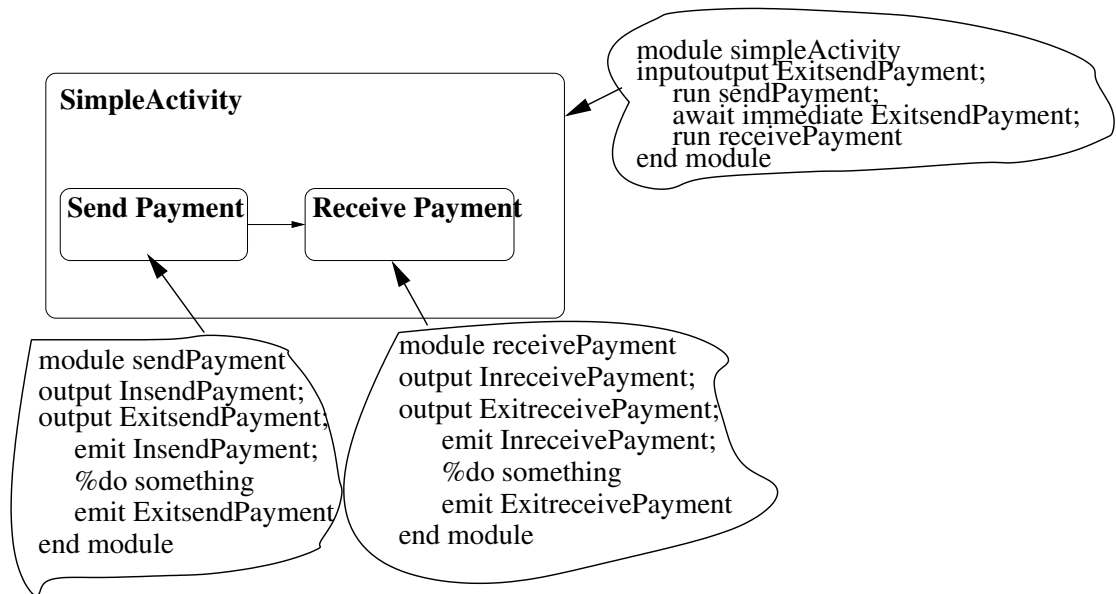 module simpleActivity
inputoutput ExitsendPayment;
run sendPayment;
await immediate ExitsendPayment;
run receivePayment
end module
SimpleActivity
Send Payment
Receive Payment
module sendPayment
output InsendPayment;
output ExitsendPayment;
emit InsendPayment;
%do something
emit ExitsendPayment
end module
module receivePayment
output InreceivePayment;
output ExitreceivePayment;
emit InreceivePayment;
%do something
emit ExitreceivePayment
end module